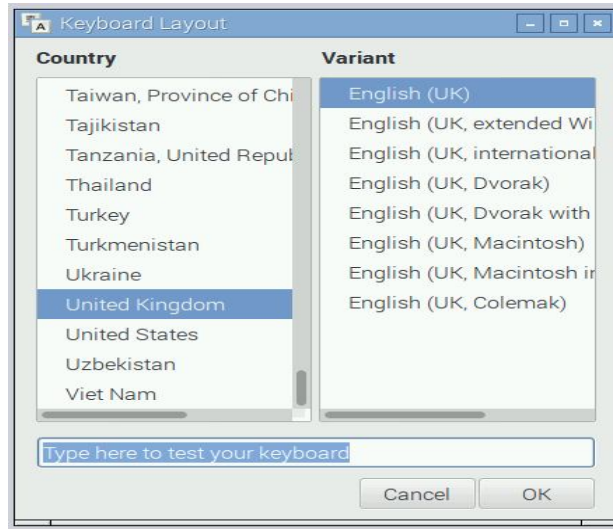 Keyboard Layout
Country
Taiwan, Province of Chi
Tajikistan
Tanzania, United Repub
Thailand
Turkey
Turkmenistan
Ukraine
United Kingdom
United States
Uzbekistan
Viet Nam
Variant
English (UK)
English (UK, extended Wi
English (UK, international
English (UK, Dvorak)
English (UK, Dvorak with
English (UK, Macintosh)
English (UK, Macintosh in
English (UK, Colemak)
Type here to test your keyboard
Cancel
OK